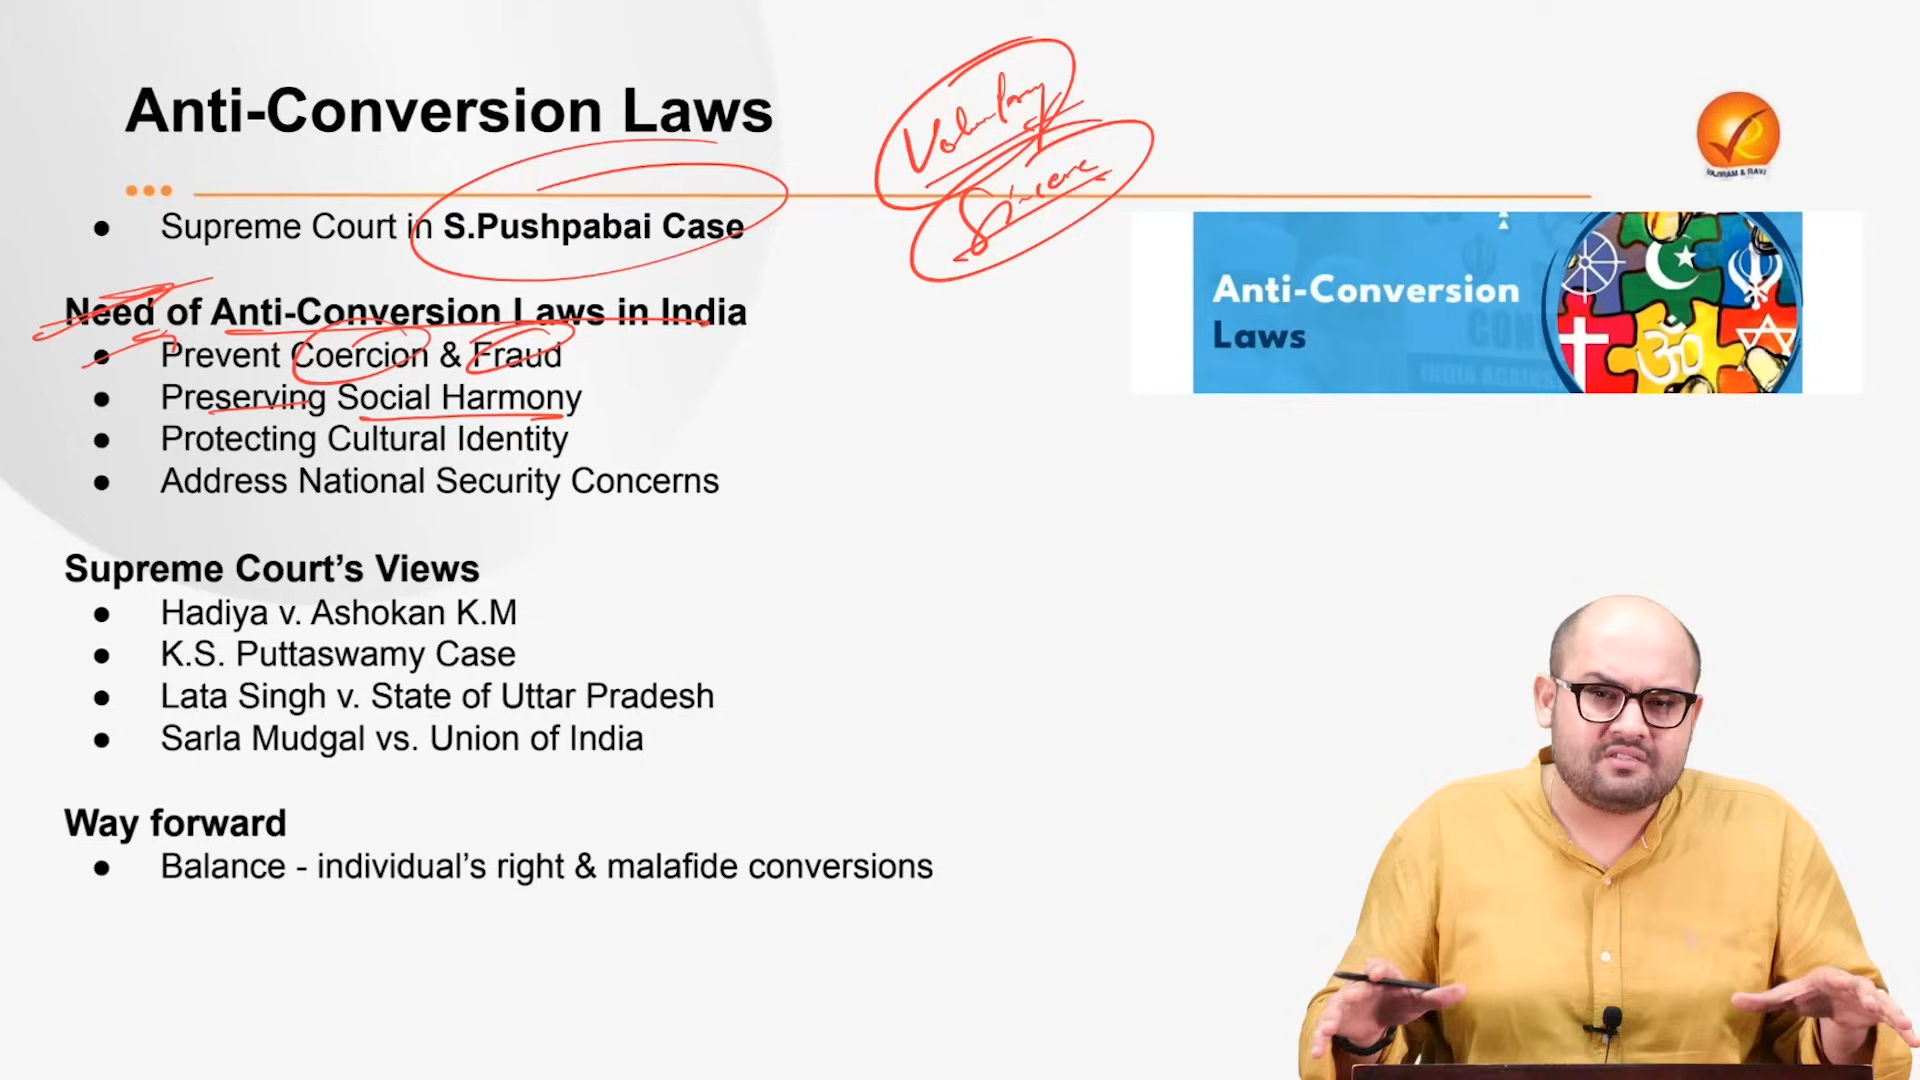 Anti-Conversion Laws
Voluntary
Sincere
VAJIRAM & RAVI
● Supreme Court in S.Pushpabai Case
Need of Anti-Conversion Laws in India
● Prevent Coercion & Fraud
● Preserving Social Harmony
● Protecting Cultural Identity
● Address National Security Concerns
Anti-Conversion
Laws
Supreme Court’s Views
● Hadiya v. Ashokan K.M
● K.S. Puttaswamy Case
● Lata Singh v. State of Uttar Pradesh
● Sarla Mudgal vs. Union of India
Way forward
● Balance - individual’s right & malafide conversions